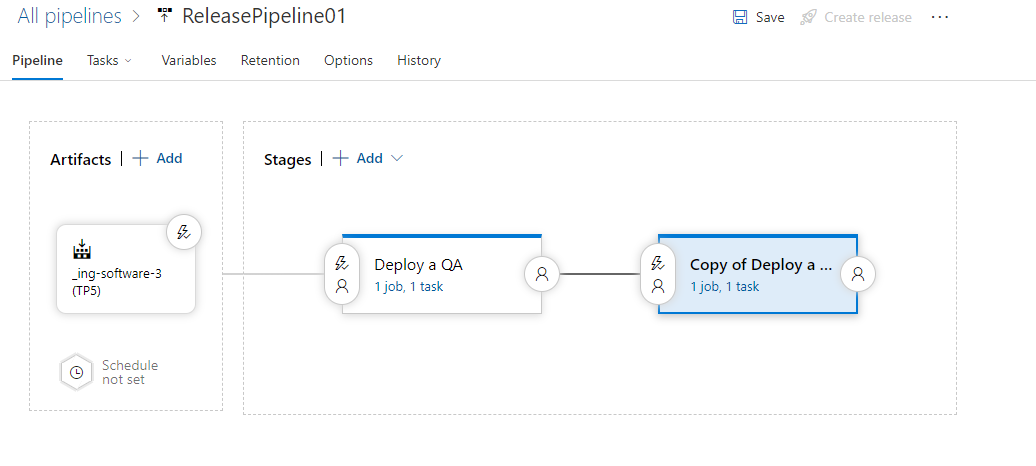 All pipelines > ReleasePipeline01
Save
Create release
...
Pipeline
Tasks
Variables
Retention
Options
History
Artifacts | + Add
Stages | + Add
_ing-software-3
(TP5)
Schedule
not set
Deploy a QA
1 job, 1 task
Copy of Deploy a ...
1 job, 1 task